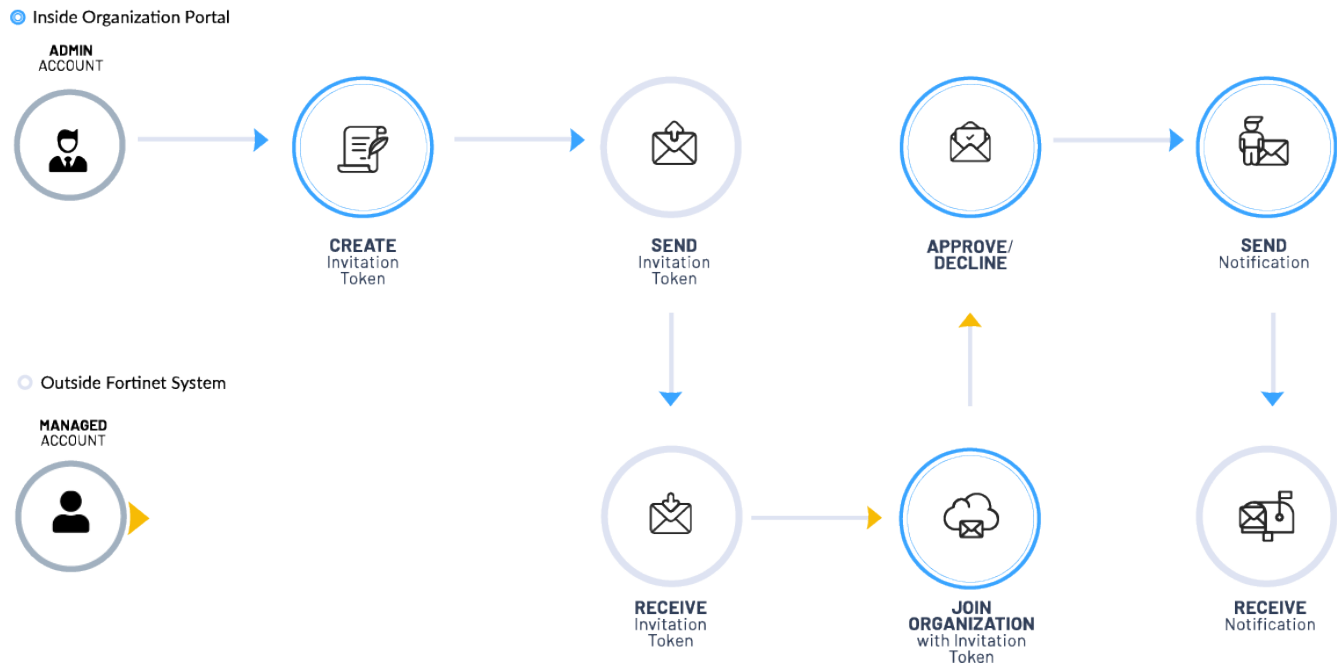 Inside Organization Portal
ADMIN
ACCOUNT
CREATE
Invitation
Token
SEND
Invitation
Token
APPROVE/
DECLINE
SEND
Notification
Outside Fortinet System
MANAGED
ACCOUNT
RECEIVE
Invitation
Token
JOIN
ORGANIZATION
with Invitation
Token
RECEIVE
Notification